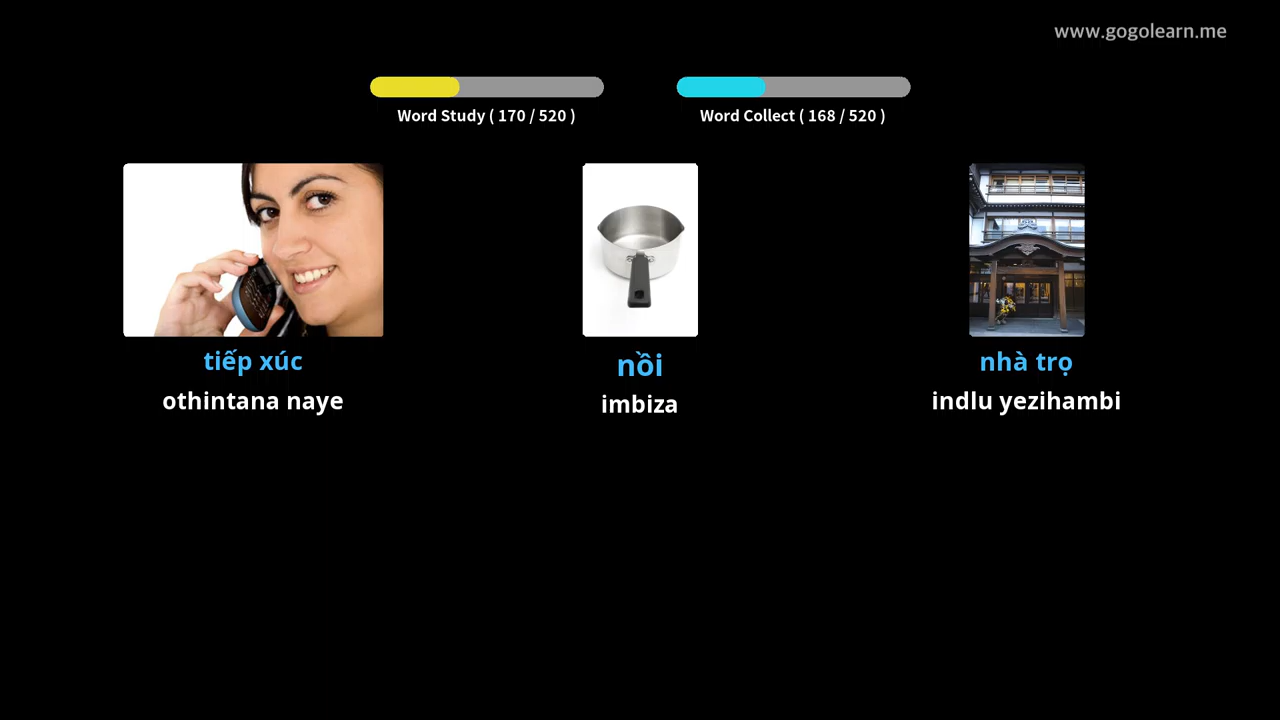 www.gogolearn.me
Word Study ( 170 / 520 )
Word Collect ( 168 / 520 )
tiếp xúc
othintana naye
nồi
imbiza
nhà trọ
indlu yezihambi